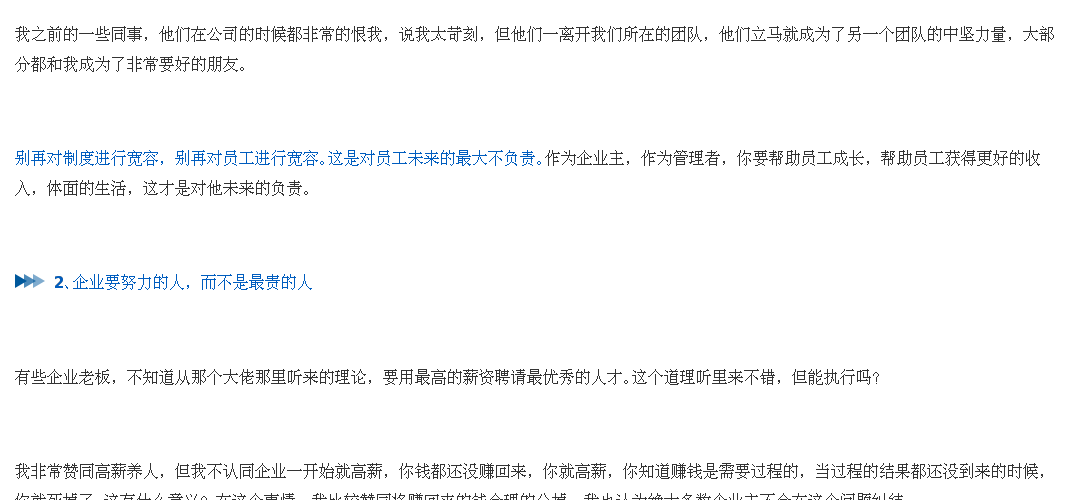 我之前的一些同事，他们在公司的时候都非常的恨我，说我太苛刻，但他们一离开我们所在的团队，他们立马就成为了另一个团队的中坚力量，大部
分都和我成为了非常要好的朋友。
别再对制度进行宽容，别再对员工进行宽容。这是对员工未来的最大不负责。作为企业主，作为管理者，你要帮助员工成长，帮助员工获得更好的收
入，体面的生活，这才是对他未来的负责。
2、企业要努力的人，而不是最贵的人
有些企业老板，不知道从那个大佬那里听来的理论，要用最高的薪资聘请最优秀的人才。这个道理听里来不错，但能执行吗?
我非常赞同高薪养人，但我不认同企业一开始就高薪，你钱都还没赚回来，你就高薪，你知道赚钱是需要过程的，当过程的结果都还没到来的时候，